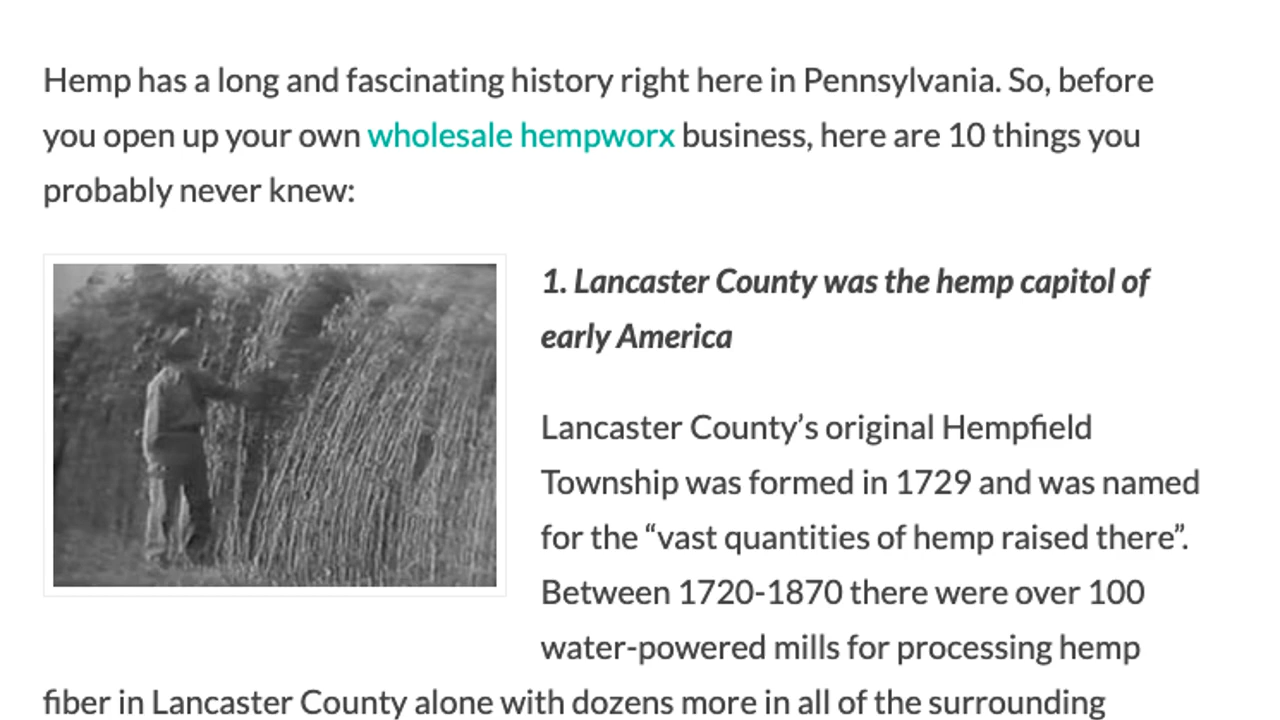 Hemp has a long and fascinating history right here in Pennsylvania. So, before
you open up your own wholesale hempworx business, here are 10 things you
probably never knew:
1. Lancaster County was the hemp capitol of
early America
Lancaster County’s original Hempfield
Township was formed in 1729 and was named
for the “vast quantities of hemp raised there”.
Between 1720-1870 there were over 100
water-powered mills for processing hemp
fiber in Lancaster County alone with dozens more in all of the surrounding